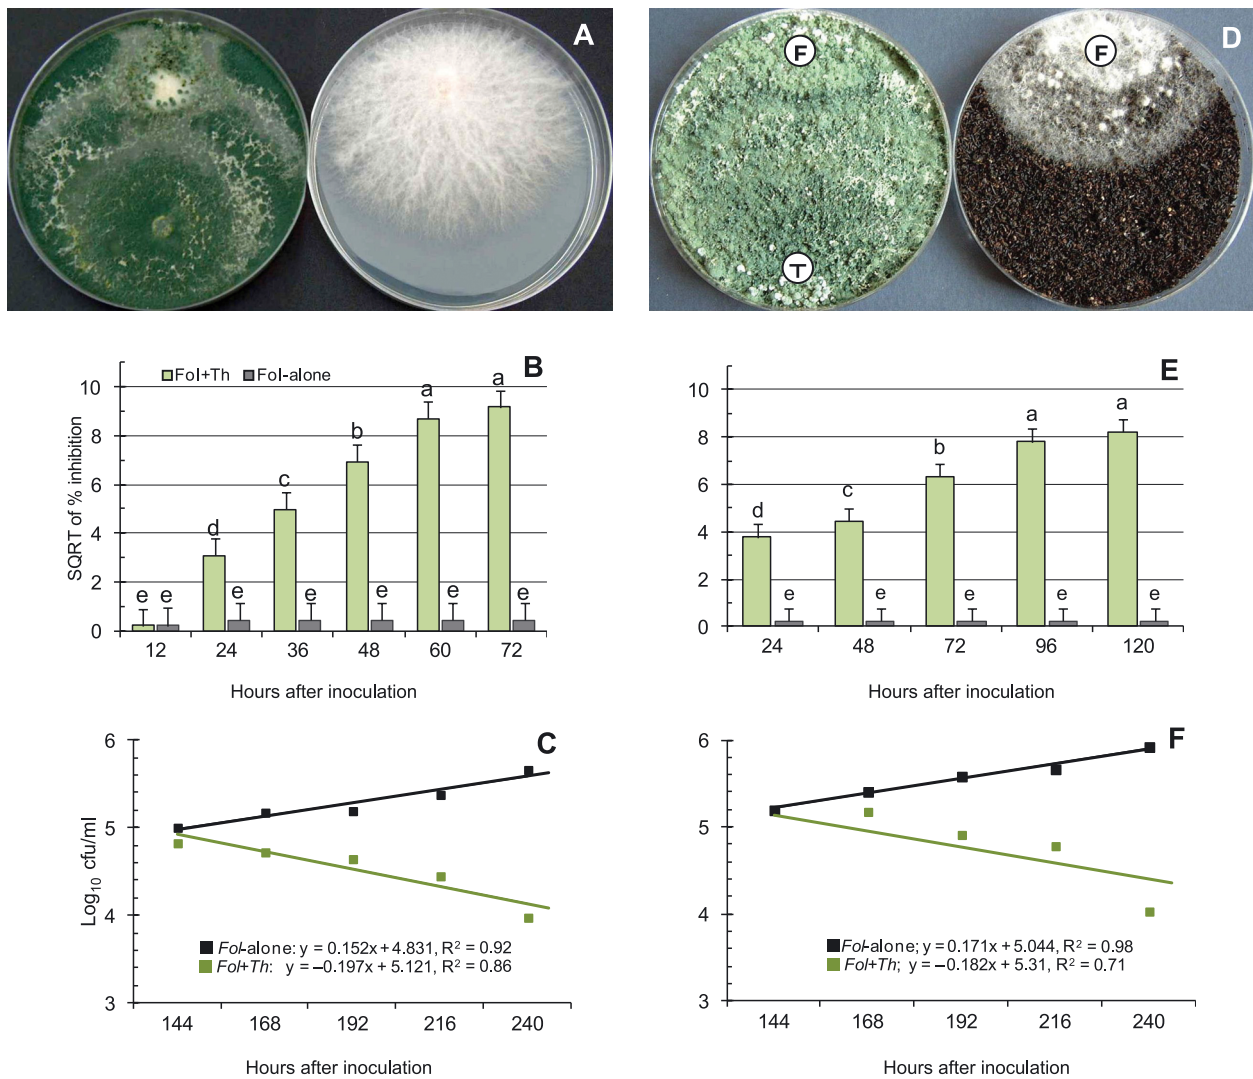 A
F
T
F
D
B
Fol+Th
Fol-alone
SQRT of % inhibition
10
8
6
4
2
0
e e d e c e b e a e a e
12 24 36 48 60 72
Hours after inoculation
E
10
8
6
4
2
0
d e c e b e a e a e
24 48 72 96 120
Hours after inoculation
C
Log10 cfu/ml
6
5
4
3
Fol-alone: y = 0.152x + 4.831, R² = 0.92
Fol+Th: y = –0.197x + 5.121, R² = 0.86
144 168 192 216 240
Hours after inoculation
F
6
5
4
3
Fol-alone; y = 0.171x + 5.044, R² = 0.98
Fol+Th; y = –0.182x + 5.31, R² = 0.71
144 168 192 216 240
Hours after inoculation